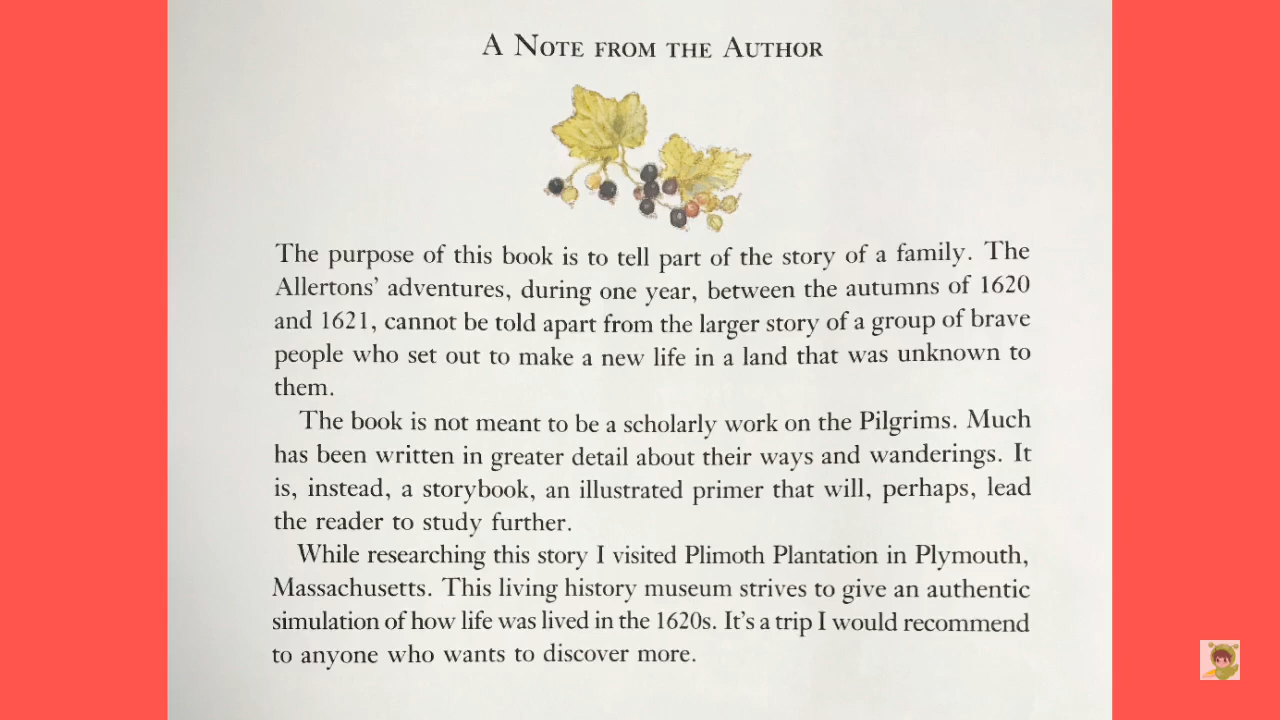 A NOTE FROM THE AUTHOR
The purpose of this book is to tell part of the story of a family. The
Allertons’ adventures, during one year, between the autumns of 1620
and 1621, cannot be told apart from the larger story of a group of brave
people who set out to make a new life in a land that was unknown to
them.
The book is not meant to be a scholarly work on the Pilgrims. Much
has been written in greater detail about their ways and wanderings. It
is, instead, a storybook, an illustrated primer that will, perhaps, lead
the reader to study further.
While researching this story I visited Plimoth Plantation in Plymouth,
Massachusetts. This living history museum strives to give an authentic
simulation of how life was lived in the 1620s. It’s a trip I would recommend
to anyone who wants to discover more.